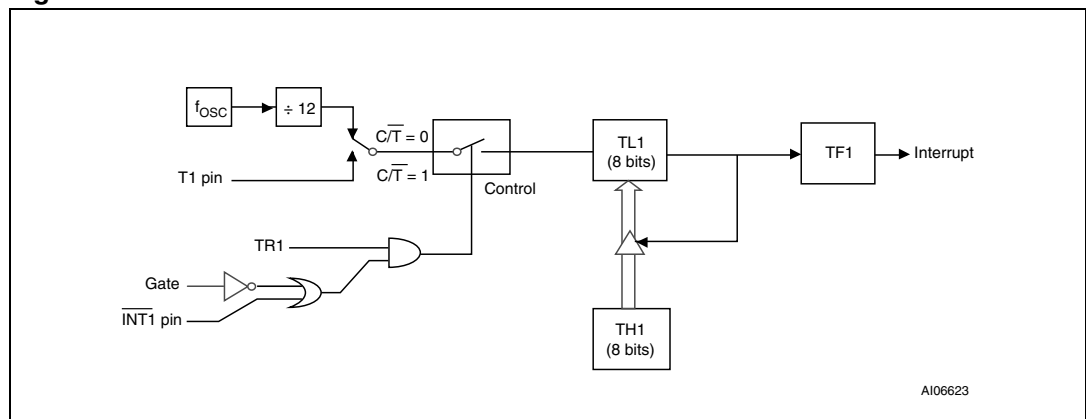 fOSC
÷ 12
C/T̅ = 0
T1 pin
C/T̅ = 1
Control
TL1
(8 bits)
TF1
Interrupt
TR1
Gate
I̅N̅T̅1̅ pin
TH1
(8 bits)
AI06623